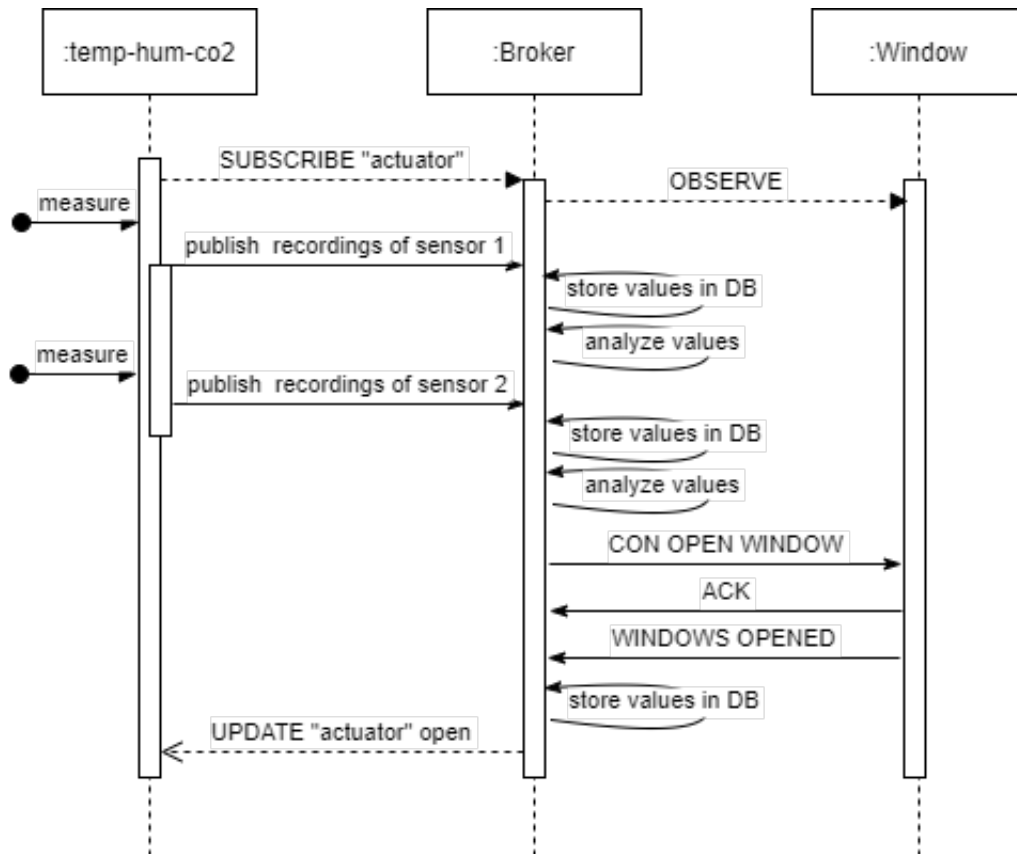 :temp-hum-co2
:Broker
:Window
SUBSCRIBE "actuator"
OBSERVE
measure
publish recordings of sensor 1
store values in DB
analyze values
measure
publish recordings of sensor 2
store values in DB
analyze values
CON OPEN WINDOW
ACK
WINDOWS OPENED
store values in DB
UPDATE "actuator" open